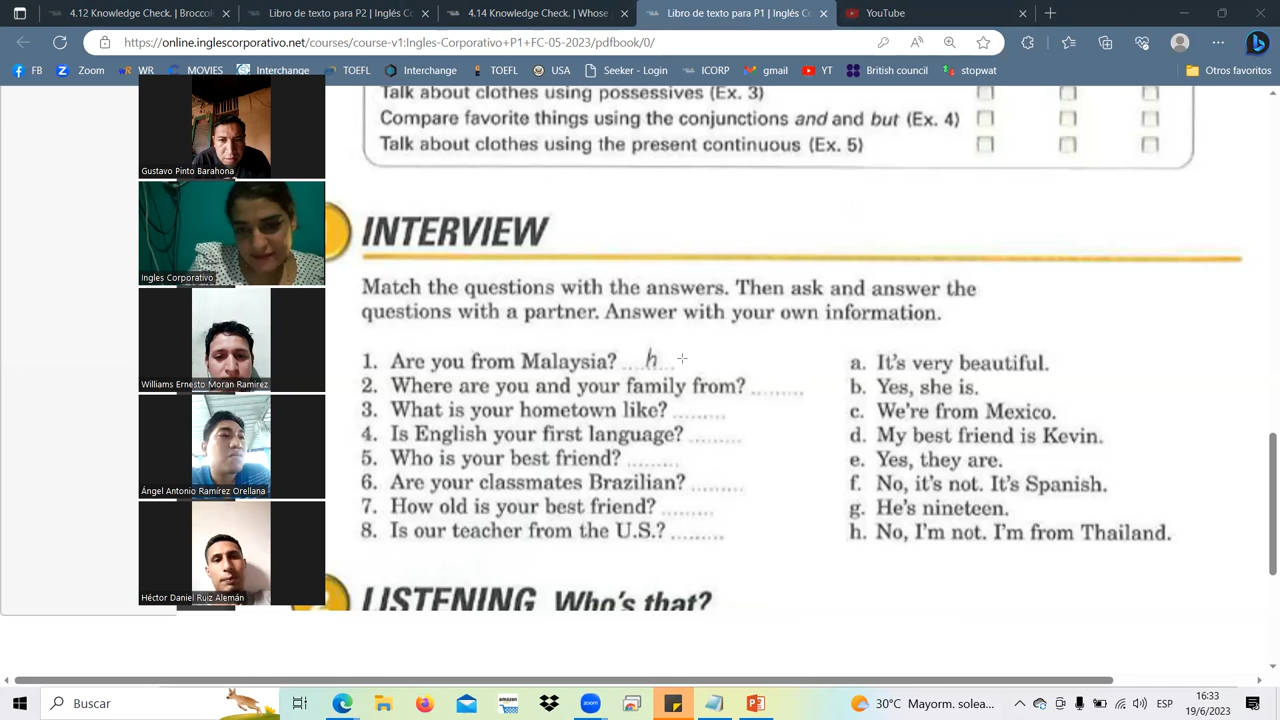 4.12 Knowledge Check. | Barocco
Libro de texto para P2 | Inglés C
4.14 Knowledge Check. | Whose
Libro de texto para P1 | Inglés C
YouTube
https://online.inglescorporativo.net/courses/course-v1:Ingles-Corporativo+P1+FC-05-2023/pdfbook/0/
FB
Zoom
WR
MOVIES
Interchange
TOEFL
Interchange
TOEFL
USA
Seeker - Login
ICORP
gmail
YT
British council
stopwat
Otros favoritos
Talk about clothes using possessives (Ex. 3)
Compare favorite things using the conjunctions and and but (Ex. 4)
Talk about clothes using the present continuous (Ex. 5)
Gustavo Pinto Barahona
Ingles Corporativo
Williams Ernesto Moran Ramirez
Ángel Antonio Ramírez Orellana
Héctor Daniel Ruiz Alemán
INTERVIEW
Match the questions with the answers. Then ask and answer the
questions with a partner. Answer with your own information.
1. Are you from Malaysia? h
2. Where are you and your family from? ........
3. What is your hometown like? ........
4. Is English your first language? ........
5. Who is your best friend? ........
6. Are your classmates Brazilian? ........
7. How old is your best friend? ........
8. Is our teacher from the U.S.? ........
a. It's very beautiful.
b. Yes, she is.
c. We're from Mexico.
d. My best friend is Kevin.
e. Yes, they are.
f. No, it's not. It's Spanish.
g. He's nineteen.
h. No, I'm not. I'm from Thailand.
LISTENING Who's that?
Buscar
amazon
zoom
30°C Mayorm. solea...
ESP
16:33
19/6/2023